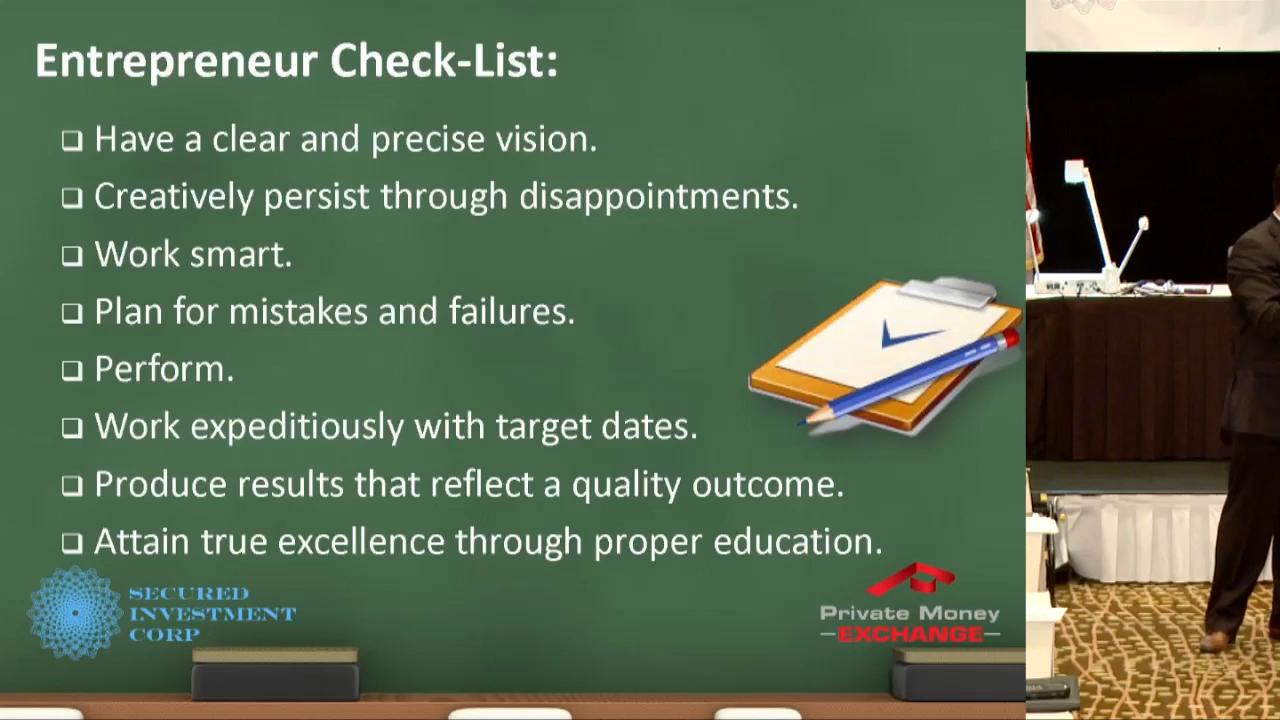 Entrepreneur Check-List:
Have a clear and precise vision.
Creatively persist through disappointments.
Work smart.
Plan for mistakes and failures.
Perform.
Work expeditiously with target dates.
Produce results that reflect a quality outcome.
Attain true excellence through proper education.
SECURED
INVESTMENT
CORP
Private Money
EXCHANGE